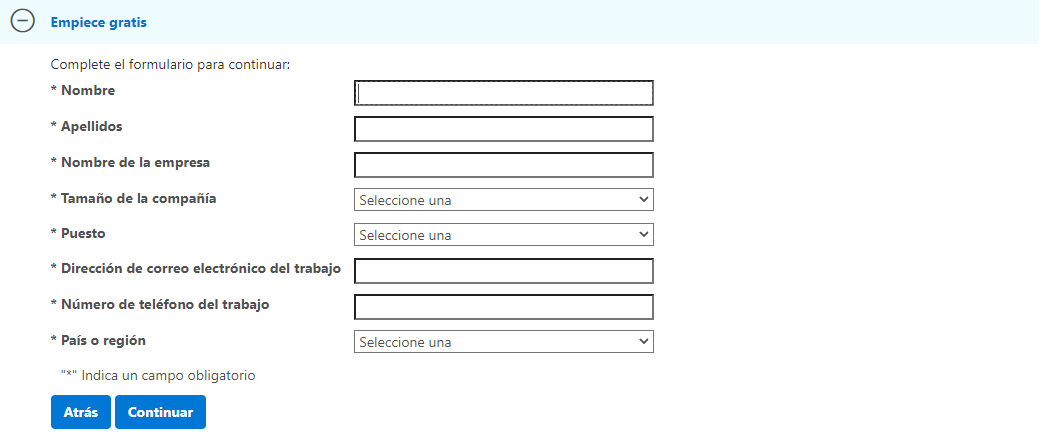 Empiece gratis
Complete el formulario para continuar:
* Nombre
* Apellidos
* Nombre de la empresa
* Tamaño de la compañía Seleccione una
* Puesto Seleccione una
* Dirección de correo electrónico del trabajo
* Número de teléfono del trabajo
* País o región Seleccione una
"*" Indica un campo obligatorio
Atrás Continuar